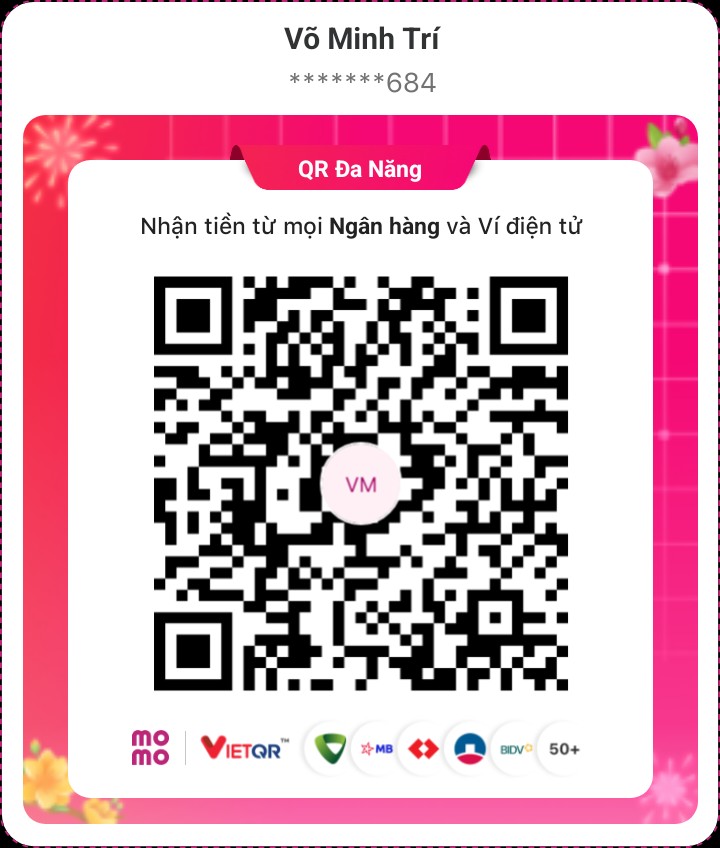 Võ Minh Trí
*******684
QR Đa Năng
Nhận tiền từ mọi Ngân hàng và Ví điện tử
VM
mo
mo
VIETQR™
MB
BIDV
50+